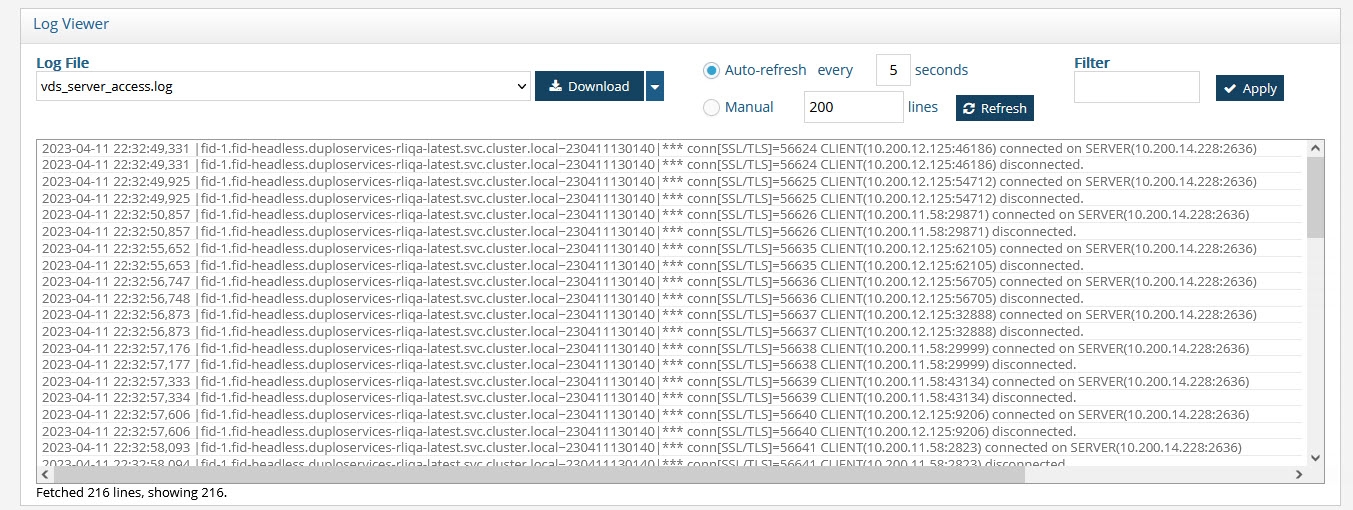 Log Viewer
Log File
vds_server_access.log
Download
Auto-refresh every 5 seconds
Manual 200 lines
Refresh
Filter
Apply
2023-04-11 22:32:49,331 |fid-1.fid-headless.duploservices-rliqa-latest.svc.cluster.local~230411130140|*** conn[SSL/TLS]=56624 CLIENT(10.200.12.125:46186) connected on SERVER(10.200.14.228:2636)
2023-04-11 22:32:49,331 |fid-1.fid-headless.duploservices-rliqa-latest.svc.cluster.local~230411130140|*** conn[SSL/TLS]=56624 CLIENT(10.200.12.125:46186) disconnected.
2023-04-11 22:32:49,925 |fid-1.fid-headless.duploservices-rliqa-latest.svc.cluster.local~230411130140|*** conn[SSL/TLS]=56625 CLIENT(10.200.12.125:54712) connected on SERVER(10.200.14.228:2636)
2023-04-11 22:32:49,925 |fid-1.fid-headless.duploservices-rliqa-latest.svc.cluster.local~230411130140|*** conn[SSL/TLS]=56625 CLIENT(10.200.12.125:54712) disconnected.
2023-04-11 22:32:50,857 |fid-1.fid-headless.duploservices-rliqa-latest.svc.cluster.local~230411130140|*** conn[SSL/TLS]=56626 CLIENT(10.200.11.58:29871) connected on SERVER(10.200.14.228:2636)
2023-04-11 22:32:50,857 |fid-1.fid-headless.duploservices-rliqa-latest.svc.cluster.local~230411130140|*** conn[SSL/TLS]=56626 CLIENT(10.200.11.58:29871) disconnected.
2023-04-11 22:32:55,652 |fid-1.fid-headless.duploservices-rliqa-latest.svc.cluster.local~230411130140|*** conn[SSL/TLS]=56635 CLIENT(10.200.12.125:62105) connected on SERVER(10.200.14.228:2636)
2023-04-11 22:32:55,653 |fid-1.fid-headless.duploservices-rliqa-latest.svc.cluster.local~230411130140|*** conn[SSL/TLS]=56635 CLIENT(10.200.12.125:62105) disconnected.
2023-04-11 22:32:56,747 |fid-1.fid-headless.duploservices-rliqa-latest.svc.cluster.local~230411130140|*** conn[SSL/TLS]=56636 CLIENT(10.200.12.125:56705) connected on SERVER(10.200.14.228:2636)
2023-04-11 22:32:56,748 |fid-1.fid-headless.duploservices-rliqa-latest.svc.cluster.local~230411130140|*** conn[SSL/TLS]=56636 CLIENT(10.200.12.125:56705) disconnected.
2023-04-11 22:32:56,873 |fid-1.fid-headless.duploservices-rliqa-latest.svc.cluster.local~230411130140|*** conn[SSL/TLS]=56637 CLIENT(10.200.12.125:32888) connected on SERVER(10.200.14.228:2636)
2023-04-11 22:32:56,873 |fid-1.fid-headless.duploservices-rliqa-latest.svc.cluster.local~230411130140|*** conn[SSL/TLS]=56637 CLIENT(10.200.12.125:32888) disconnected.
2023-04-11 22:32:57,176 |fid-1.fid-headless.duploservices-rliqa-latest.svc.cluster.local~230411130140|*** conn[SSL/TLS]=56638 CLIENT(10.200.11.58:29999) connected on SERVER(10.200.14.228:2636)
2023-04-11 22:32:57,177 |fid-1.fid-headless.duploservices-rliqa-latest.svc.cluster.local~230411130140|*** conn[SSL/TLS]=56638 CLIENT(10.200.11.58:29999) disconnected.
2023-04-11 22:32:57,333 |fid-1.fid-headless.duploservices-rliqa-latest.svc.cluster.local~230411130140|*** conn[SSL/TLS]=56639 CLIENT(10.200.11.58:43134) connected on SERVER(10.200.14.228:2636)
2023-04-11 22:32:57,334 |fid-1.fid-headless.duploservices-rliqa-latest.svc.cluster.local~230411130140|*** conn[SSL/TLS]=56639 CLIENT(10.200.11.58:43134) disconnected.
2023-04-11 22:32:57,606 |fid-1.fid-headless.duploservices-rliqa-latest.svc.cluster.local~230411130140|*** conn[SSL/TLS]=56640 CLIENT(10.200.12.125:9206) connected on SERVER(10.200.14.228:2636)
2023-04-11 22:32:57,606 |fid-1.fid-headless.duploservices-rliqa-latest.svc.cluster.local~230411130140|*** conn[SSL/TLS]=56640 CLIENT(10.200.12.125:9206) disconnected.
2023-04-11 22:32:58,093 |fid-1.fid-headless.duploservices-rliqa-latest.svc.cluster.local~230411130140|*** conn[SSL/TLS]=56641 CLIENT(10.200.11.58:2823) connected on SERVER(10.200.14.228:2636)
2023-04-11 22:32:58,094 |fid-1.fid-headless.duploservices-rliqa-latest.svc.cluster.local~230411130140|*** conn[SSL/TLS]=56641 CLIENT(10.200.11.58:2823) disconnected.
Fetched 216 lines, showing 216.